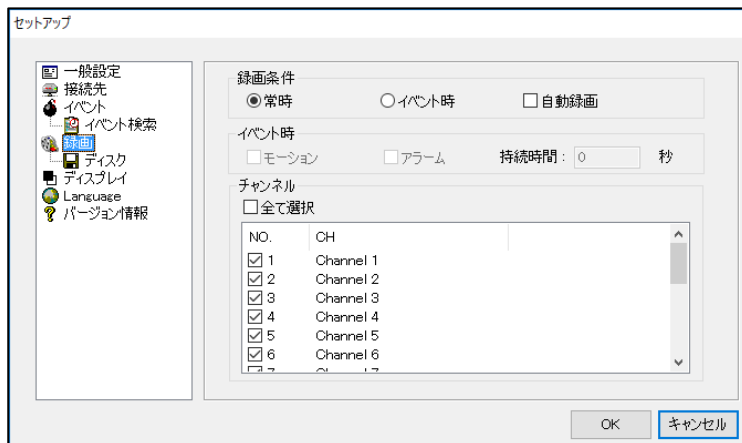 セットアップ
一般設定
接続先
イベント
イベント検索
録画
ディスク
ディスプレイ
Language
バージョン情報
録画条件
常時 イベント時 自動録画
イベント時
モーション アラーム 持続時間： 0 秒
チャンネル
全て選択
NO. CH
1 Channel 1
2 Channel 2
3 Channel 3
4 Channel 4
5 Channel 5
6 Channel 6
OK キャンセル